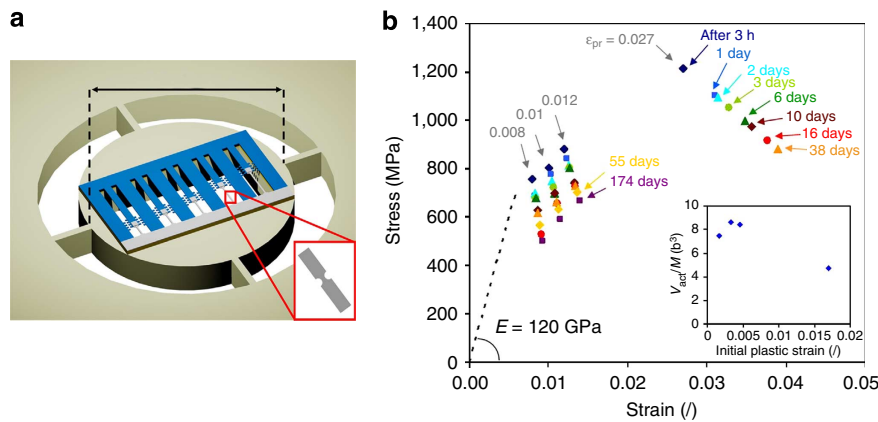 a
b
1,400
1,200
1,000
800
600
400
200
0
Stress (MPa)
0.00
0.01
0.02
0.03
0.04
0.05
Strain (/)
εpr = 0.027
0.012
0.01
0.008
After 3 h
1 day
2 days
3 days
6 days
10 days
16 days
38 days
55 days
174 days
E = 120 GPa
10
8
6
4
2
0
Vact/M (b³)
0
0.005
0.01
0.015
0.02
Initial plastic strain (/)